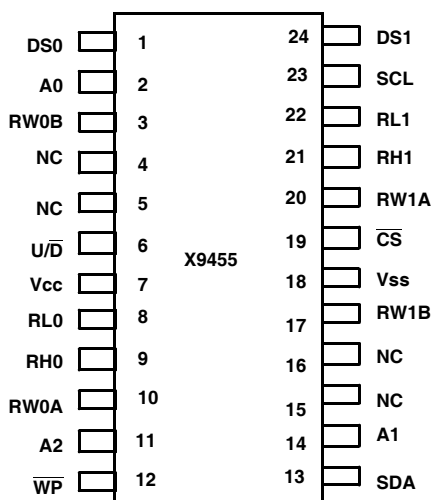 DS0 1 24 DS1
A0 2 23 SCL
RW0B 3 22 RL1
NC 4 21 RH1
NC 5 20 RW1A
U/D̅ 6 19 C̅S̅
X9455
Vcc 7 18 Vss
RL0 8 17 RW1B
RH0 9 16 NC
RW0A 10 15 NC
A2 11 14 A1
W̅P̅ 12 13 SDA